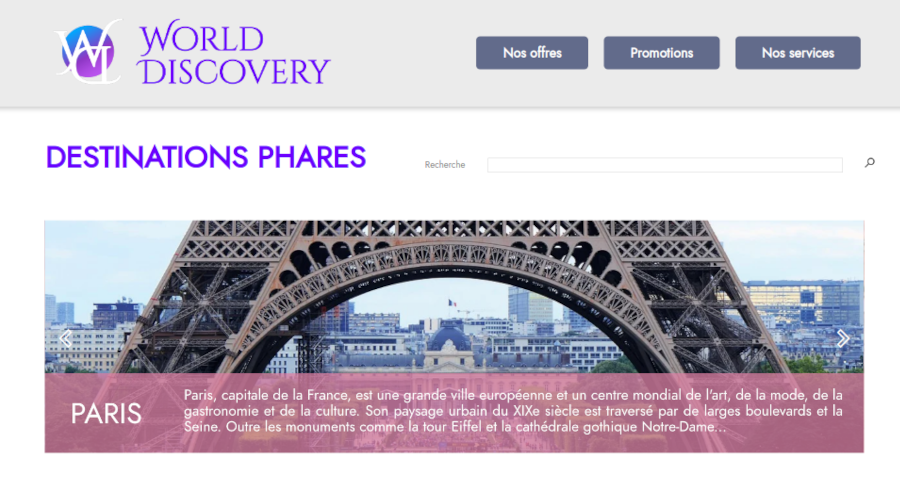 WORLD
DISCOVERY
Nos offres
Promotions
Nos services
DESTINATIONS PHARES
Recherche
PARIS
Paris, capitale de la France, est une grande ville européenne et un centre mondial de l'art, de la mode, de la
gastronomie et de la culture. Son paysage urbain du XIXe siècle est traversé par de larges boulevards et la
Seine. Outre les monuments comme la tour Eiffel et la cathédrale gothique Notre-Dame...